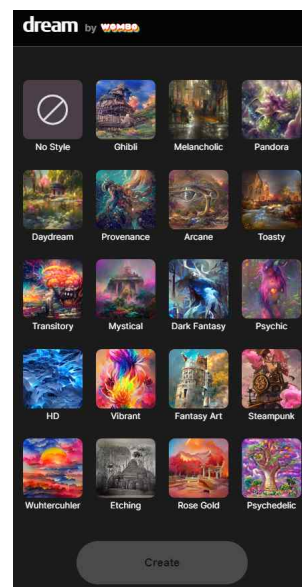 dream by WOMBO
No Style Ghibli Melancholic Pandora
Daydream Provenance Arcane Toasty
Transitory Mystical Dark Fantasy Psychic
HD Vibrant Fantasy Art Steampunk
Wuhtercuhler Etching Rose Gold Psychedelic
Create